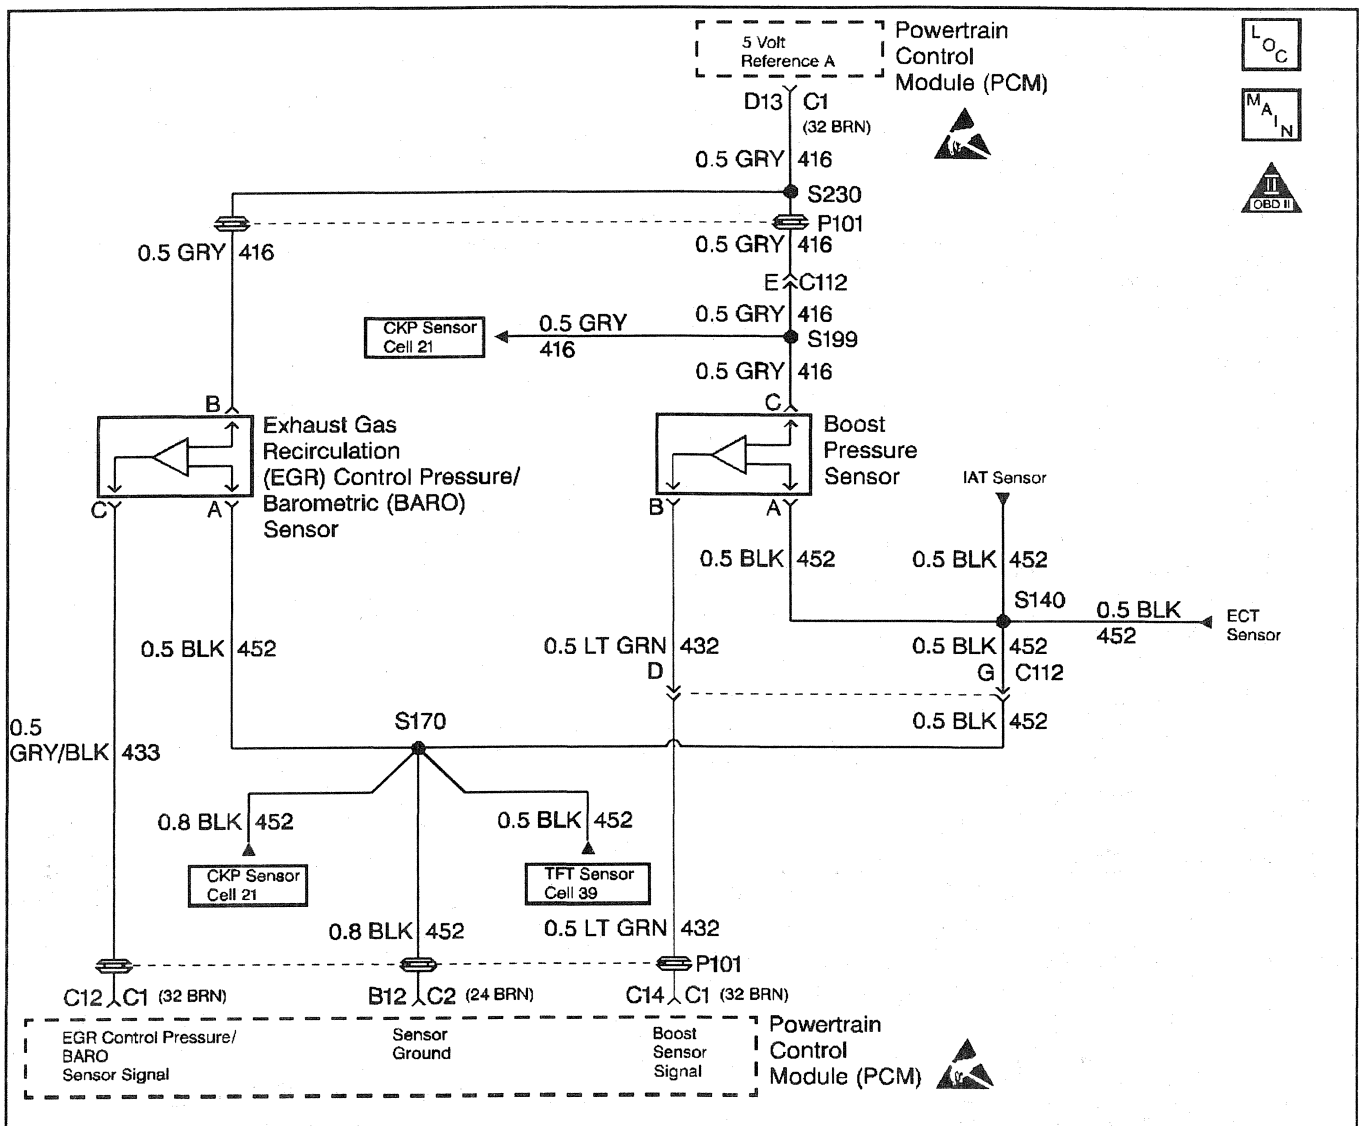 5 Volt
Reference A
Powertrain
Control
Module (PCM)
LOC
MAIN
II
OBD II
D13 C1
(32 BRN)
0.5 GRY 416
S230
P101
0.5 GRY 416
0.5 GRY 416
E C112
0.5 GRY 416
CKP Sensor
Cell 21
0.5 GRY
416
S199
0.5 GRY 416
B
Exhaust Gas
Recirculation
(EGR) Control Pressure/
Barometric (BARO)
Sensor
C
A
C
Boost
Pressure
Sensor
B
A
IAT Sensor
0.5 BLK 452
0.5 BLK 452
S140
0.5 BLK
452
ECT
Sensor
0.5 BLK 452
0.5 LT GRN 432
D
0.5 BLK 452
G C112
0.5 BLK 452
S170
0.5
GRY/BLK 433
0.8 BLK 452
0.5 BLK 452
CKP Sensor
Cell 21
TFT Sensor
Cell 39
0.8 BLK 452
0.5 LT GRN 432
P101
C12 C1 (32 BRN)
B12 C2 (24 BRN)
C14 C1 (32 BRN)
EGR Control Pressure/
BARO
Sensor Signal
Sensor
Ground
Boost
Sensor
Signal
Powertrain
Control
Module (PCM)